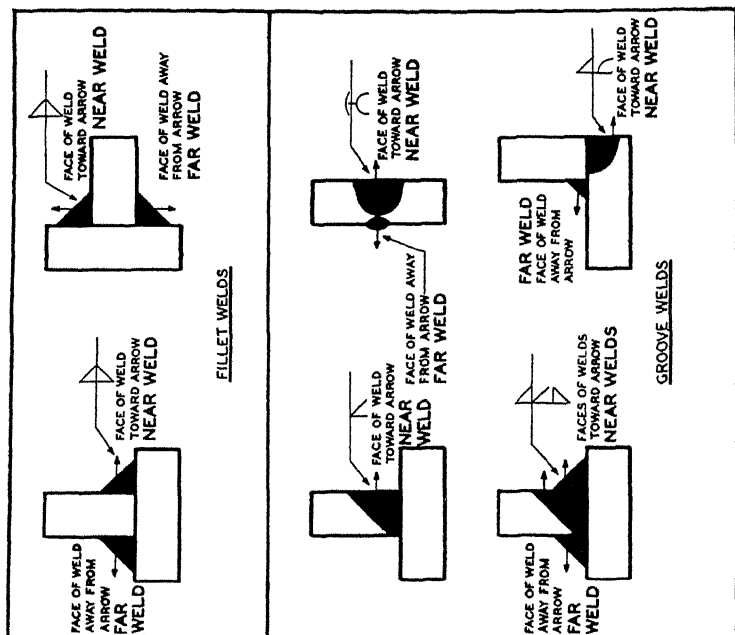 FACE OF WELD
AWAY FROM
ARROW
FAR
WELD
FACE OF WELD
TOWARD ARROW
NEAR WELD
FACE OF WELD
TOWARD ARROW
NEAR WELD
FACE OF WELD AWAY
FROM ARROW
FAR WELD
FILLET WELDS
FACE OF WELD
TOWARD ARROW
NEAR
WELD
FACE OF WELD AWAY
FROM ARROW
FAR WELD
FACE OF WELD
TOWARD ARROW
NEAR WELD
FACE OF WELD
AWAY FROM
ARROW
FAR
WELD
FACES OF WELDS
TOWARD ARROW
NEAR WELDS
FAR WELD
FACE OF WELD
AWAY FROM
ARROW
FACE OF WELD
TOWARD ARROW
NEAR WELD
GROOVE WELDS